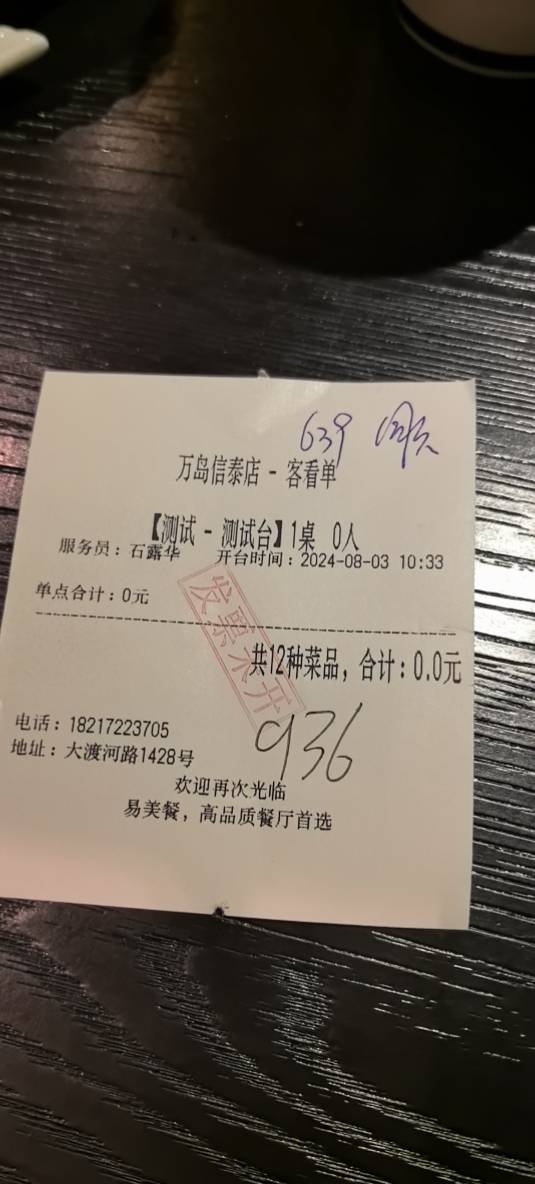 639
万岛信泰店 - 客看单
【测试 - 测试台】1桌 0人
服务员：石露华 开台时间：2024-08-03 10:33
单点合计：0元
发票未开
共12种菜品，合计：0.0元
936
电话：18217223705
地址：大渡河路1428号
欢迎再次光临
易美餐，高品质餐厅首选